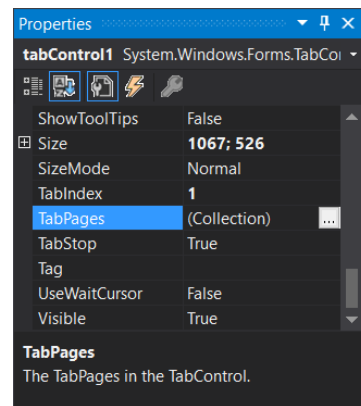 Properties
tabControl1 System.Windows.Forms.TabCo
ShowToolTips False
Size 1067; 526
SizeMode Normal
TabIndex 1
TabPages (Collection) ...
TabStop True
Tag
UseWaitCursor False
Visible True
TabPages
The TabPages in the TabControl.